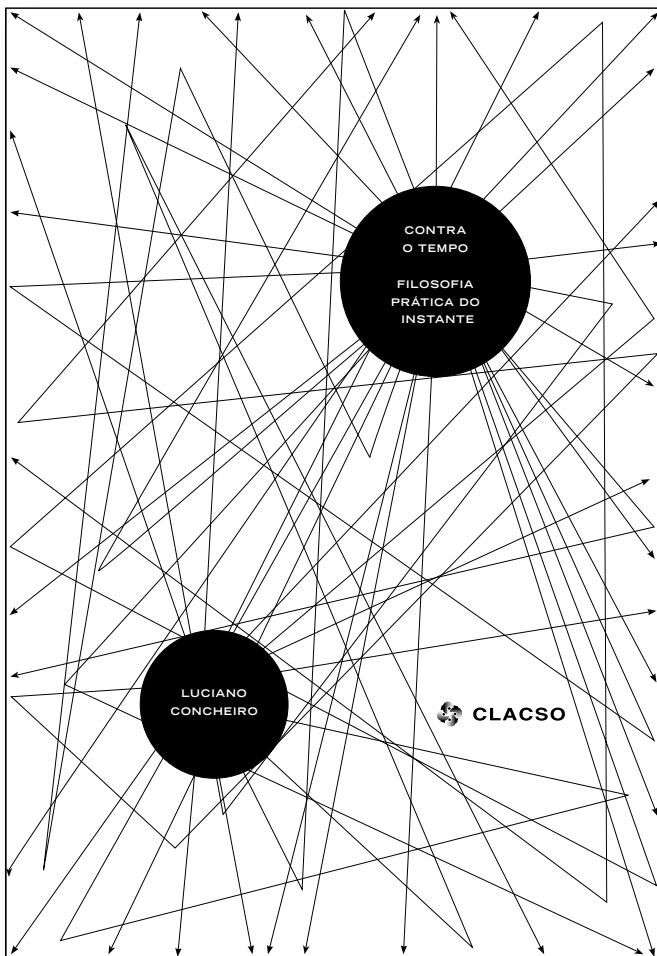 CONTRA
O TEMPO
FILOSOFIA
PRÁTICA DO
INSTANTE
LUCIANO
CONCHEIRO
CLACSO